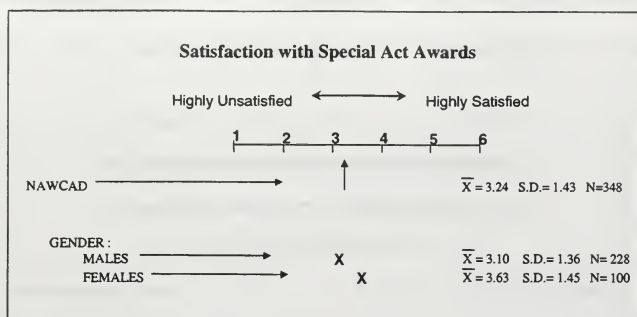 Satisfaction with Special Act Awards
Highly Unsatisfied Highly Satisfied
1 2 3 4 5 6
NAWCAD X̅ = 3.24 S.D.= 1.43 N=348
GENDER :
MALES X X̅ = 3.10 S.D.= 1.36 N= 228
FEMALES X X̅ = 3.63 S.D.= 1.45 N= 100